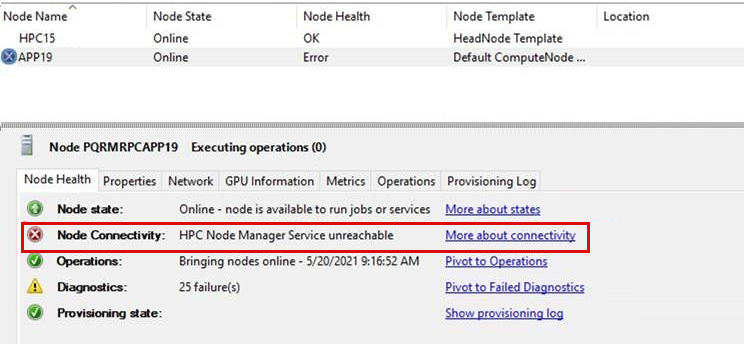 Node Name Node State Node Health Node Template Location
HPC15 Online OK HeadNode Template
APP19 Online Error Default ComputeNode ...
Node PQRMRPCAPP19 Executing operations (0)
Node Health Properties Network GPU Information Metrics Operations Provisioning Log
Node state: Online - node is available to run jobs or services More about states
Node Connectivity: HPC Node Manager Service unreachable More about connectivity
Operations: Bringing nodes online - 5/20/2021 9:16:52 AM Pivot to Operations
Diagnostics: 25 failure(s) Pivot to Failed Diagnostics
Provisioning state: Show provisioning log